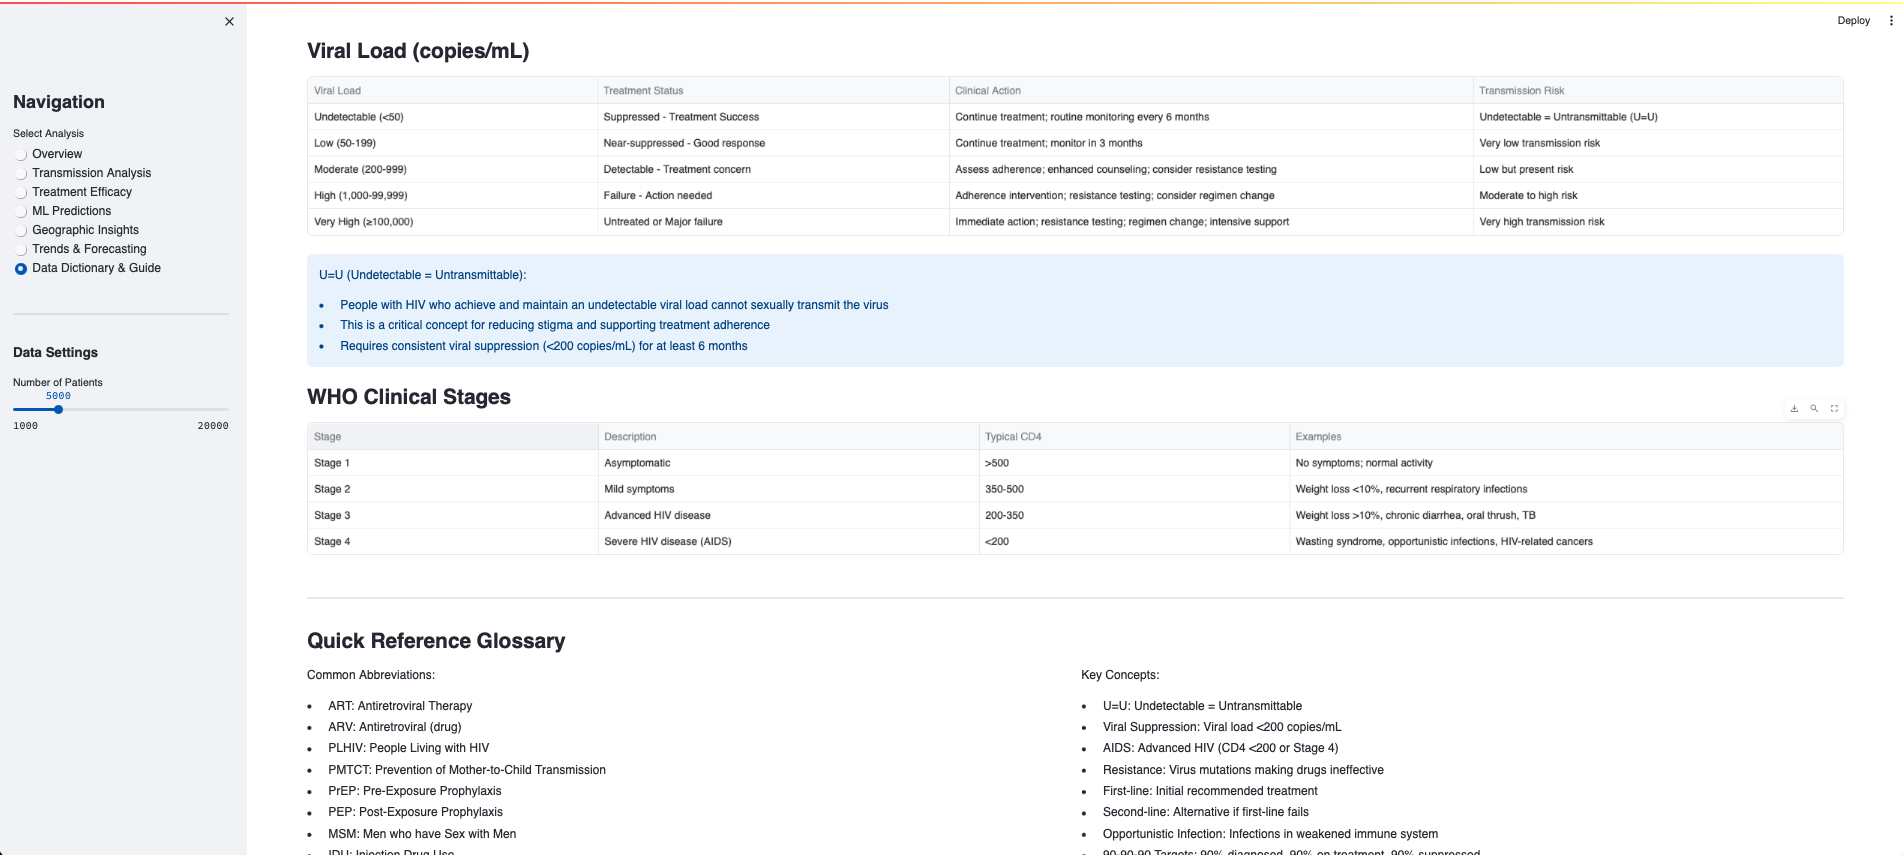 Deploy
Navigation
Select Analysis
Overview
Transmission Analysis
Treatment Efficacy
ML Predictions
Geographic Insights
Trends & Forecasting
Data Dictionary & Guide
Data Settings
Number of Patients
5000
1000 20000
Viral Load (copies/mL)
Viral Load Treatment Status Clinical Action Transmission Risk
Undetectable (<50) Suppressed - Treatment Success Continue treatment; routine monitoring every 6 months Undetectable = Untransmittable (U=U)
Low (50-199) Near-suppressed - Good response Continue treatment; monitor in 3 months Very low transmission risk
Moderate (200-999) Detectable - Treatment concern Assess adherence; enhanced counseling; consider resistance testing Low but present risk
High (1,000-99,999) Failure - Action needed Adherence intervention; resistance testing; consider regimen change Moderate to high risk
Very High (≥100,000) Untreated or Major failure Immediate action; resistance testing; regimen change; intensive support Very high transmission risk
U=U (Undetectable = Untransmittable):
• People with HIV who achieve and maintain an undetectable viral load cannot sexually transmit the virus
• This is a critical concept for reducing stigma and supporting treatment adherence
• Requires consistent viral suppression (<200 copies/mL) for at least 6 months
WHO Clinical Stages
Stage Description Typical CD4 Examples
Stage 1 Asymptomatic >500 No symptoms; normal activity
Stage 2 Mild symptoms 350-500 Weight loss <10%, recurrent respiratory infections
Stage 3 Advanced HIV disease 200-350 Weight loss >10%, chronic diarrhea, oral thrush, TB
Stage 4 Severe HIV disease (AIDS) <200 Wasting syndrome, opportunistic infections, HIV-related cancers
Quick Reference Glossary
Common Abbreviations:
• ART: Antiretroviral Therapy
• ARV: Antiretroviral (drug)
• PLHIV: People Living with HIV
• PMTCT: Prevention of Mother-to-Child Transmission
• PrEP: Pre-Exposure Prophylaxis
• PEP: Post-Exposure Prophylaxis
• MSM: Men who have Sex with Men
• IDU: Injection Drug Use
Key Concepts:
• U=U: Undetectable = Untransmittable
• Viral Suppression: Viral load <200 copies/mL
• AIDS: Advanced HIV (CD4 <200 or Stage 4)
• Resistance: Virus mutations making drugs ineffective
• First-line: Initial recommended treatment
• Second-line: Alternative if first-line fails
• Opportunistic Infection: Infections in weakened immune system
• 90-90-90 Targets: 90% diagnosed, 90% on treatment, 90% suppressed